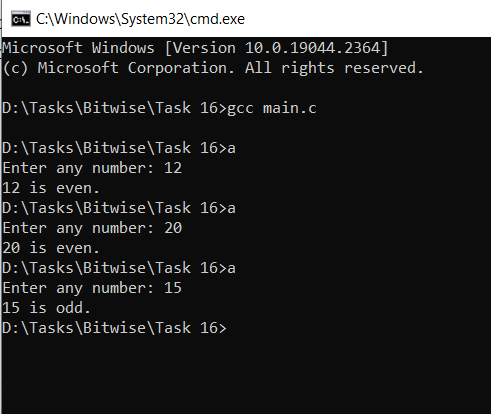 C:\Windows\System32\cmd.exe
Microsoft Windows [Version 10.0.19044.2364]
(c) Microsoft Corporation. All rights reserved.
D:\Tasks\Bitwise\Task 16>gcc main.c
D:\Tasks\Bitwise\Task 16>a
Enter any number: 12
12 is even.
D:\Tasks\Bitwise\Task 16>a
Enter any number: 20
20 is even.
D:\Tasks\Bitwise\Task 16>a
Enter any number: 15
15 is odd.
D:\Tasks\Bitwise\Task 16>